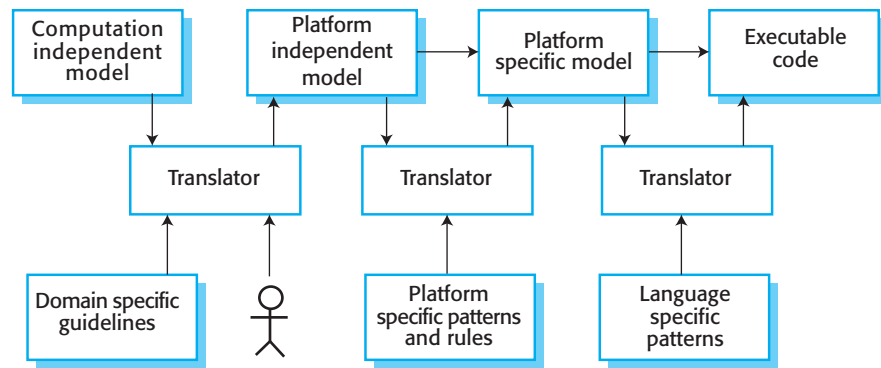 Computation
independent
model
Platform
independent
model
Platform
specific model
Executable
code
Translator
Translator
Translator
Domain specific
guidelines
Platform
specific patterns
and rules
Language
specific
patterns